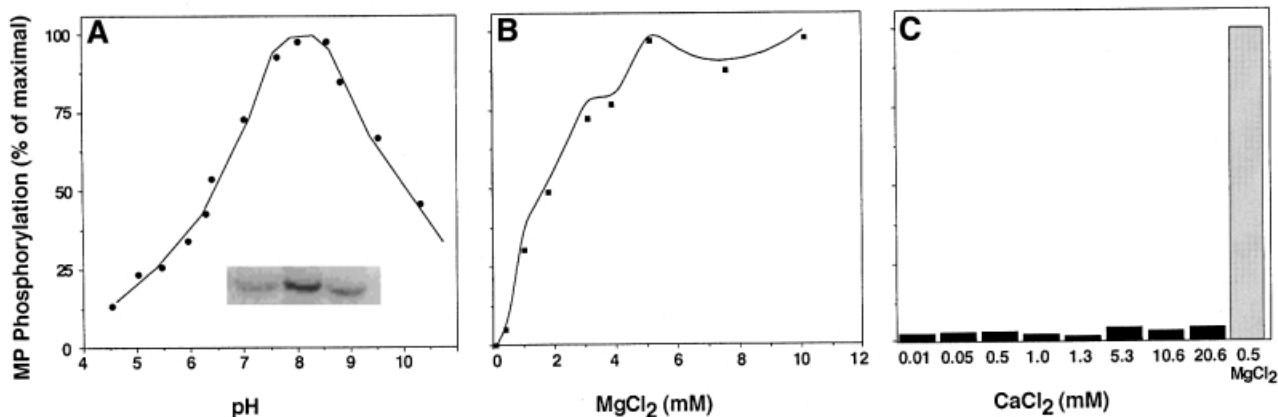 MP Phosphorylation (% of maximal)
100
75
50
25
0
A
4 5 6 7 8 9 10
pH
B
0 2 4 6 8 10 12
MgCl₂ (mM)
C
0.01 0.05 0.5 1.0 1.3 5.3 10.6 20.6 0.5
MgCl₂
CaCl₂ (mM)